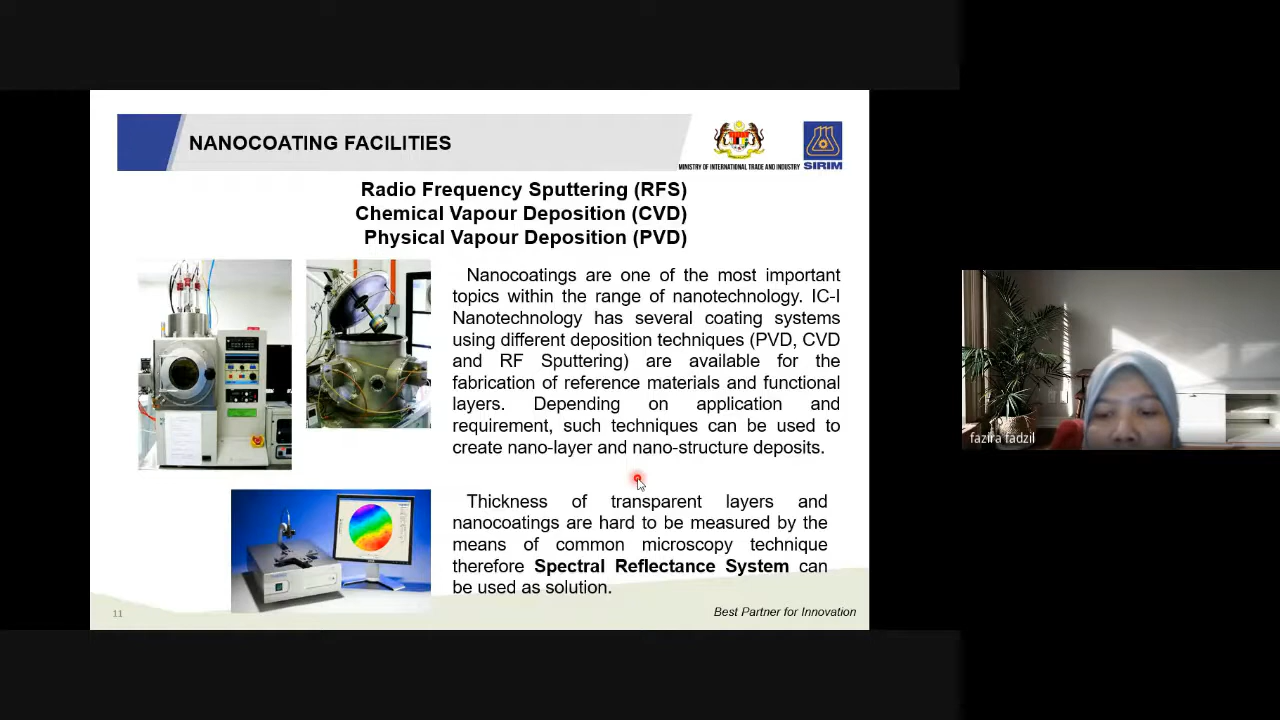 NANOCOATING FACILITIES
MINISTRY OF INTERNATIONAL TRADE AND INDUSTRY
SIRIM
Radio Frequency Sputtering (RFS)
Chemical Vapour Deposition (CVD)
Physical Vapour Deposition (PVD)
Nanocoatings are one of the most important
topics within the range of nanotechnology. IC-I
Nanotechnology has several coating systems
using different deposition techniques (PVD, CVD
and RF Sputtering) are available for the
fabrication of reference materials and functional
layers. Depending on application and
requirement, such techniques can be used to
create nano-layer and nano-structure deposits.
Thickness of transparent layers and
nanocoatings are hard to be measured by the
means of common microscopy technique
therefore Spectral Reflectance System can
be used as solution.
11
Best Partner for Innovation
fazira fadzil